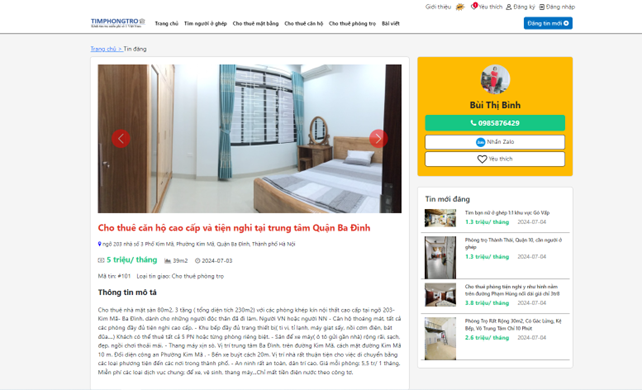 Giới thiệu
Yêu thích
Đăng ký
Đăng nhập
TIMPHONGTRO
Trang chủ
Tìm người ở ghép
Cho thuê mặt bằng
Cho thuê căn hộ
Cho thuê phòng trọ
Bài viết
Đăng tin mới
Trang chủ > Tin đăng
Cho thuê căn hộ cao cấp và tiện nghi tại trung tâm Quận Ba Đình
ngõ 203 nhà số 3 Phố Kim Mã, Phường Kim Mã, Quận Ba Đình, Thành phố Hà Nội
5 triệu/ tháng
39m2
2024-07-03
Mã tin: #101
Loại tin giao: Cho thuê phòng trọ
Thông tin mô tả
Cho thuê nhà mặt sàn 80m2, 3 tầng ( tổng diện tích 230m2) với các phòng khép kín nội thất cao cấp tại ngõ 203-
Kim Mã- Ba Đình, dành cho những người độc thân đã đi làm, Người VN hoặc người NN - Căn hộ thoáng mát, tất cả
các phòng đầy đủ tiện nghi cao cấp. - Khu bếp đầy đủ trang thiết bị( ti vi, tỉ lạnh, máy giạt sấy, nồi cơm điện, bát
đũa....) Khách có thể thuê tất cả 5 PN hoặc từng phòng riêng biệt. - Sân để xe máy( ô tô gửi gần nhà) rộng rãi, sạch,
đẹp, ngồi chơi thoải mái. - Thang máy xịn sò. Vị trí trung tâm Ba Đình, trên đường Kim Mã, cách mặt đường Kim Mã
10 m. Đối diện công an Phường Kim Mã . - Bến xe buýt cách 20m. Vị trí nhà rất thuận tiện cho việc di chuyển bằng
các loại phương tiện đến các nơi trong thành phố. - An ninh rất an toàn, dân trí cao. Giá mỗi phòng: 5.5 tr/ 1 tháng.
Miễn phí các loại dịch vục chung: để xe, vệ sinh, thang máy...Chỉ mất tiền điện nước theo công tơ.
Bùi Thị Bình
0985876429
Nhắn Zalo
Yêu thích
Tin mới đăng
Tìm bạn nữ ở ghép 1:1 khu vực Gò Vấp
1.3 triệu/ tháng
2024-07-04
Phòng trọ Thành Thái, Quận 10, cần người ở
ghép
1.3 triệu/ tháng
2024-07-04
Cho thuê phòng tiện nghi y như hình nằm
trên đường Phạm Hùng nối dài giá chỉ 3tr8
3.8 triệu/ tháng
2024-07-04
Phòng Trọ Rất Rộng 30m2, Có Gác Lửng, Kệ
Bếp, Võ Trung Tâm Chỉ 10 Phút
2.6 triệu/ tháng
2024-07-04